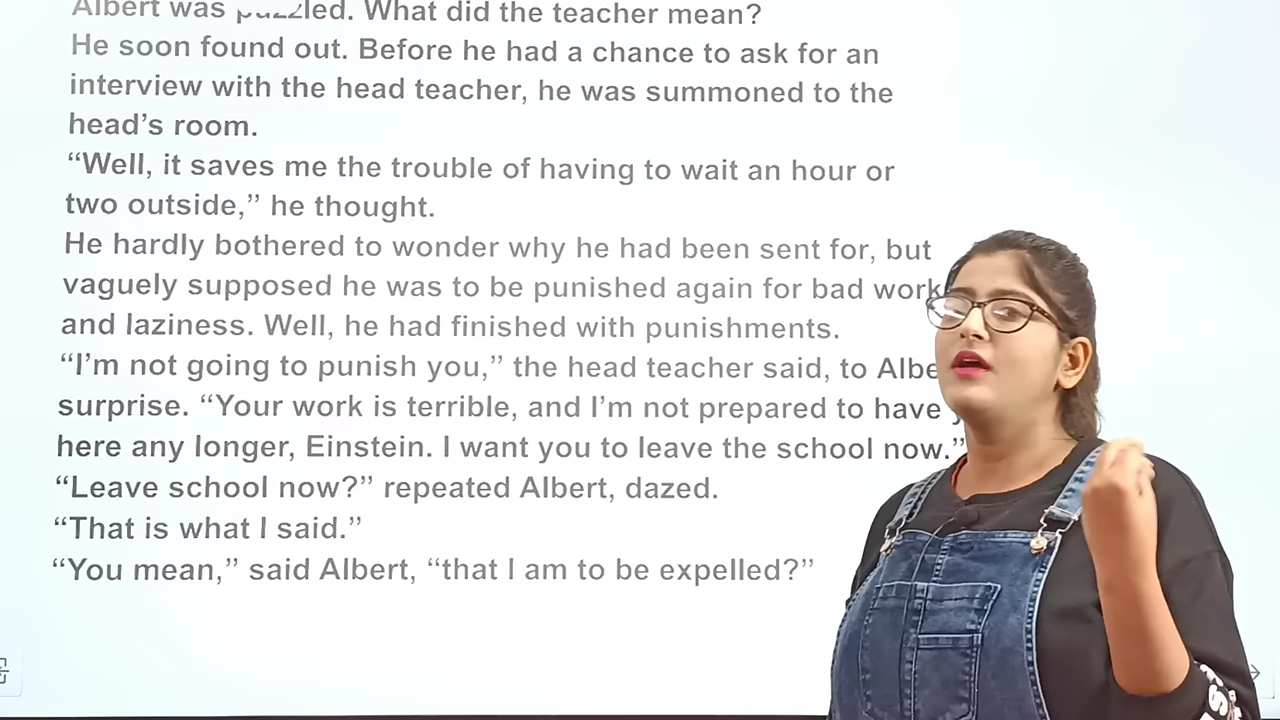 Albert was puzzled. What did the teacher mean?
He soon found out. Before he had a chance to ask for an
interview with the head teacher, he was summoned to the
head's room.
“Well, it saves me the trouble of having to wait an hour or
two outside,” he thought.
He hardly bothered to wonder why he had been sent for, but
vaguely supposed he was to be punished again for bad work
and laziness. Well, he had finished with punishments.
“I'm not going to punish you,” the head teacher said, to
surprise. “Your work is terrible, and I'm not prepared to have
here any longer, Einstein. I want you to leave the school now.”
“Leave school now?” repeated Albert, dazed.
“That is what I said.”
“You mean,” said Albert, “that I am to be expelled?”